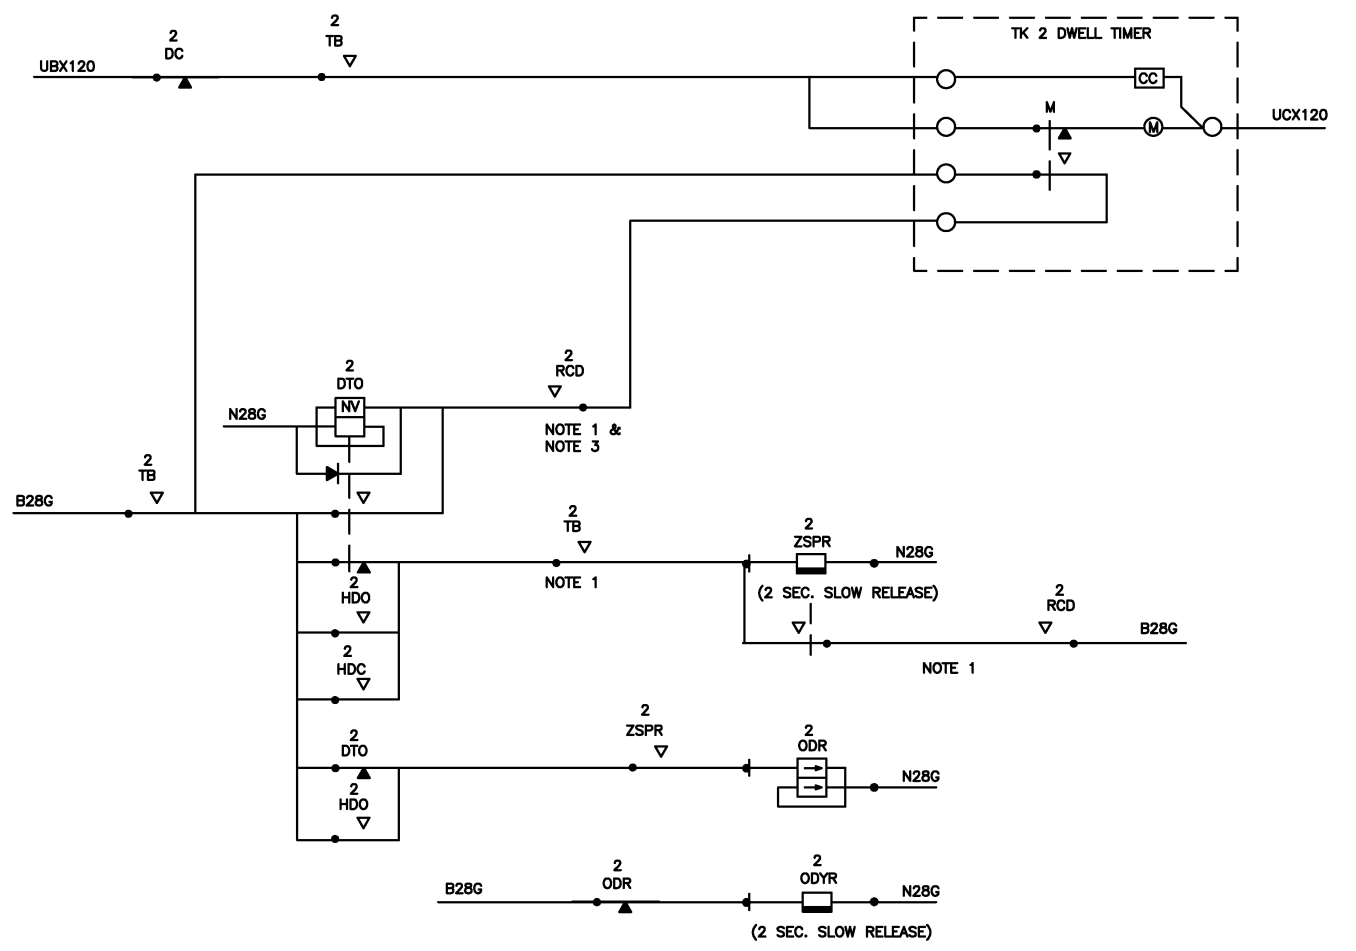 2
DC
2
TB
UBX120
TK 2 DWELL TIMER
CC
M
M
UCX120
2
DTO
NV
N28G
2
RCD
NOTE 1 &
NOTE 3
2
TB
B28G
2
TB
NOTE 1
2
ZSPR
N28G
(2 SEC. SLOW RELEASE)
2
HDO
2
RCD
B28G
NOTE 1
2
HDC
2
ZSPR
2
DTO
2
ODR
N28G
2
HDO
B28G
2
ODR
2
ODYR
N28G
(2 SEC. SLOW RELEASE)